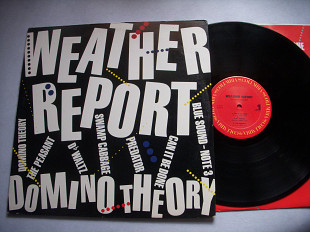 WEATHER
REPORT
DOMINO THEORY
THE PEASANT
D♭ WALTZ
SWAMP CABBAGE
PREDATOR
CAN IT BE DONE
BLUE SOUND – NOTE 3
DOMINO THEORY